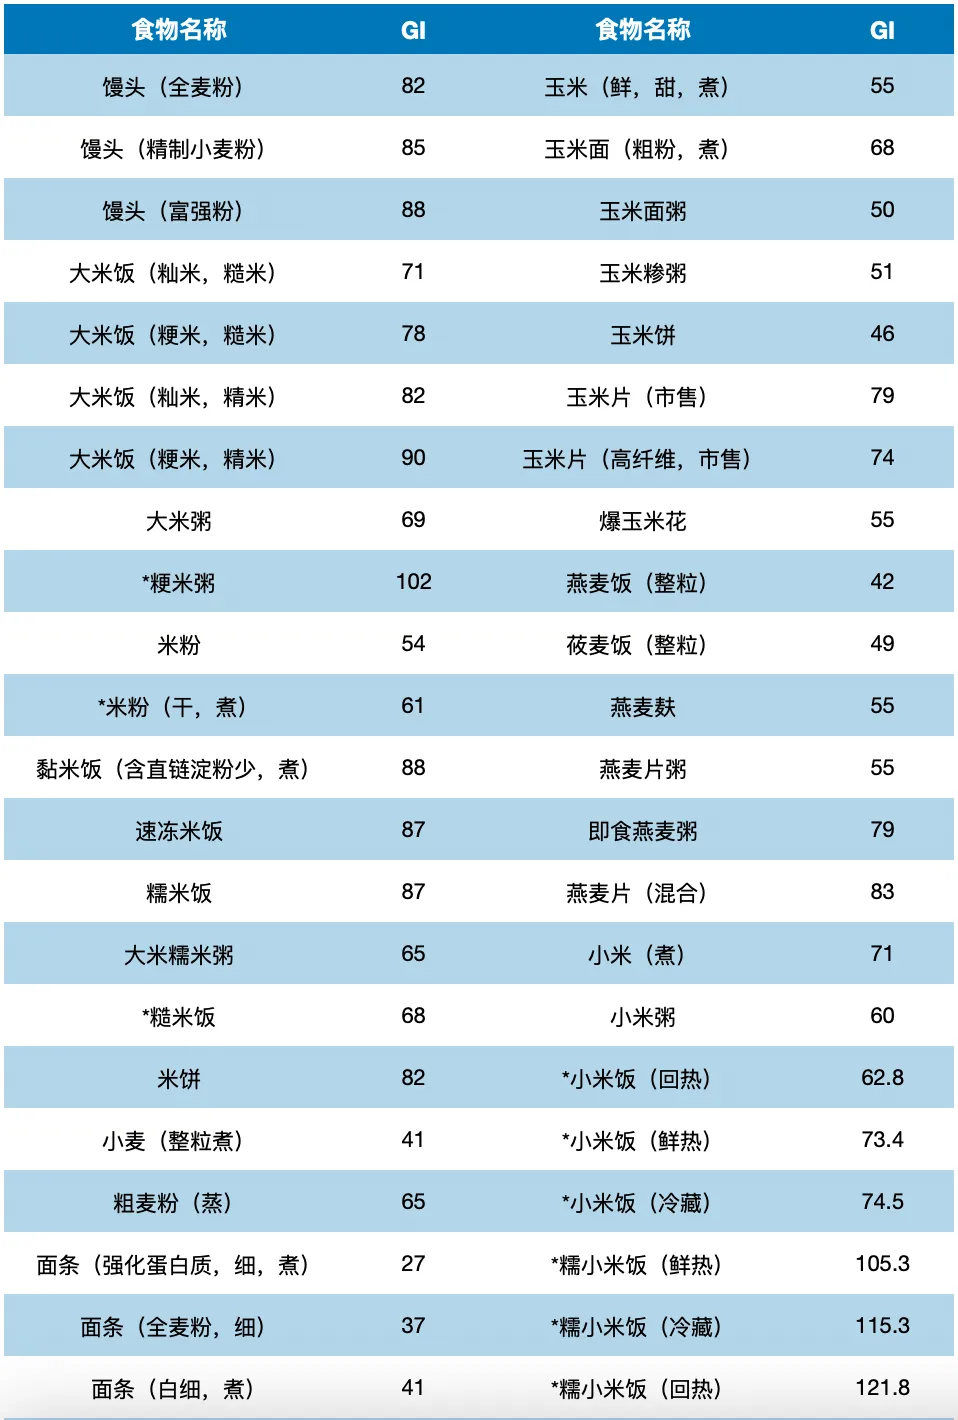 食物名称 GI 食物名称 GI
馒头（全麦粉） 82 玉米（鲜，甜，煮） 55
馒头（精制小麦粉） 85 玉米面（粗粉，煮） 68
馒头（富强粉） 88 玉米面粥 50
大米饭（籼米，糙米） 71 玉米糁粥 51
大米饭（粳米，糙米） 78 玉米饼 46
大米饭（籼米，精米） 82 玉米片（市售） 79
大米饭（粳米，精米） 90 玉米片（高纤维，市售） 74
大米粥 69 爆玉米花 55
*粳米粥 102 燕麦饭（整粒） 42
米粉 54 莜麦饭（整粒） 49
*米粉（干，煮） 61 燕麦麸 55
黏米饭（含直链淀粉少，煮） 88 燕麦片粥 55
速冻米饭 87 即食燕麦粥 79
糯米饭 87 燕麦片（混合） 83
大米糯米粥 65 小米（煮） 71
*糙米饭 68 小米粥 60
米饼 82 *小米饭（回热） 62.8
小麦（整粒煮） 41 *小米饭（鲜热） 73.4
粗麦粉（蒸） 65 *小米饭（冷藏） 74.5
面条（强化蛋白质，细，煮） 27 *糯小米饭（鲜热） 105.3
面条（全麦粉，细） 37 *糯小米饭（冷藏） 115.3
面条（白细，煮） 41 *糯小米饭（回热） 121.8